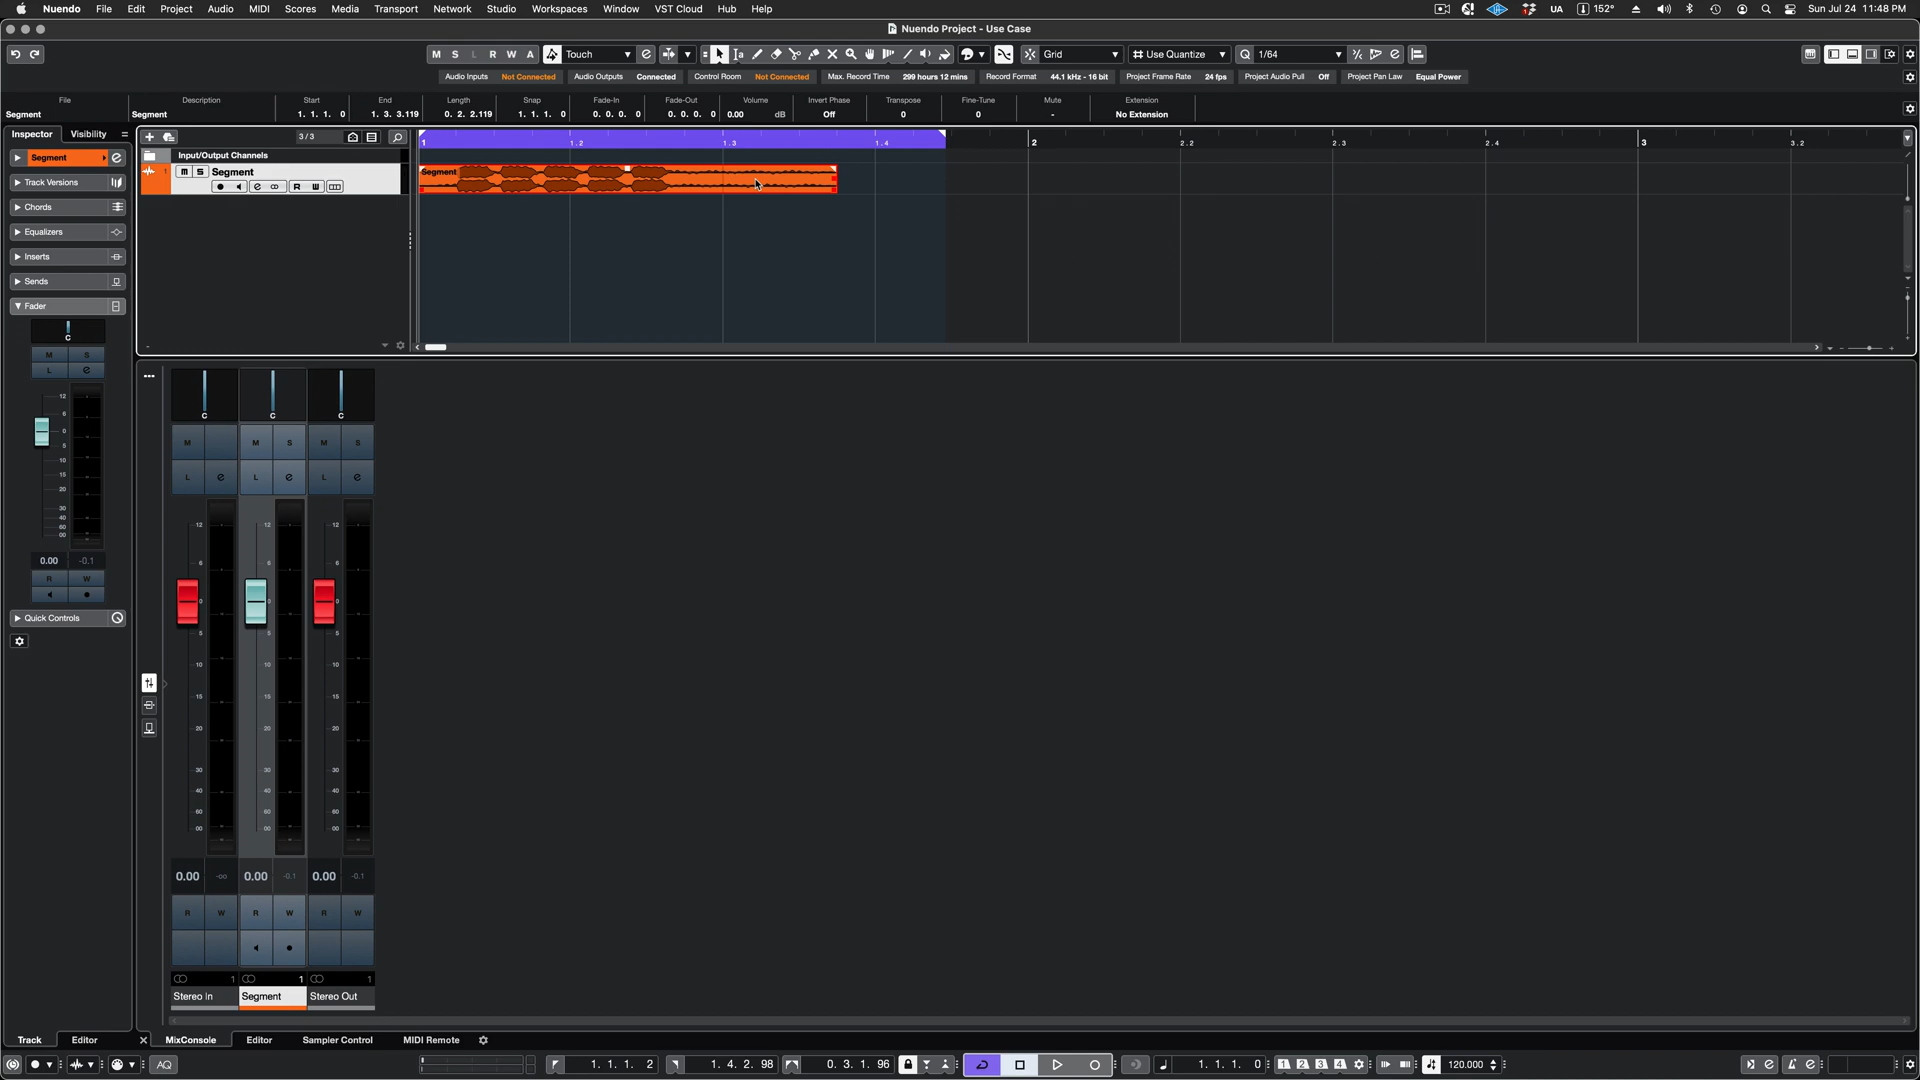 Nuendo File Edit Project Audio MIDI Scores Media Transport Network Studio Workspaces Window VST Cloud Hub Help UA 152° Sun Jul 24 11:48 PM
Nuendo Project - Use Case
M S L R W A Touch Grid Use Quantize Q 1/64
Audio Inputs Not Connected Audio Outputs Connected Control Room Not Connected Max. Record Time 299 hours 12 mins Record Format 44.1 kHz - 16 bit Project Frame Rate 24 fps Project Audio Pull Off Project Pan Law Equal Power
File Description Start End Length Snap Fade-In Fade-Out Volume Invert Phase Transpose Fine-Tune Mute Extension
Segment Segment 1. 1. 1. 0 1. 3. 3.119 0. 2. 2.119 1. 1. 1. 0 0. 0. 0. 0 0. 0. 0. 0 0.00 dB Off 0 0 - No Extension
Inspector Visibility 3/3
1 1.2 1.3 1.4 2 2.2 2.3 2.4 3 3.2
Input/Output Channels
Segment
1 m S Segment Segment
R W
Track Versions
Chords
Equalizers
Inserts
Sends
Fader
C
M S
L e
12
6
0
5
10
15
20
30
40
60
00
0.00 -0.1
R W
Quick Controls
C C C
M M S M S
L e L e L e
12 12 12
6 6 6
0 0 0
5 5 5
10 10 10
15 15 15
20 20 20
30 30 30
40 40 40
60 60 60
00 00 00
0.00 -oo 0.00 -0.1 0.00 -0.1
R W R W R W
1 1 1
Stereo In Segment Stereo Out
Track Editor MixConsole Editor Sampler Control MIDI Remote
AQ 1. 1. 1. 2 1. 4. 2. 98 0. 3. 1. 96 1. 1. 1. 0 1 2 3 4 120.000